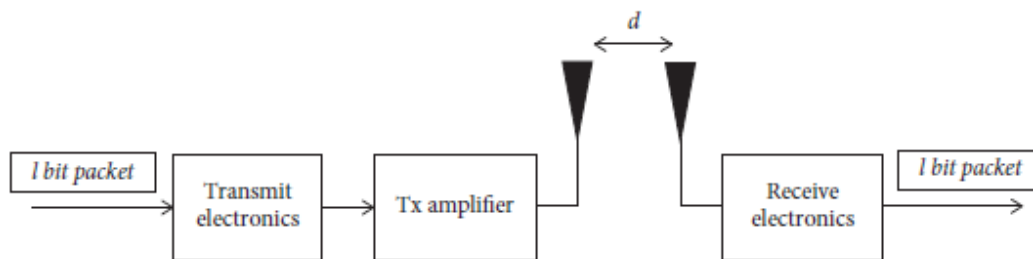 d
l bit packet
Transmit
electronics
Tx amplifier
Receive
electronics
l bit packet